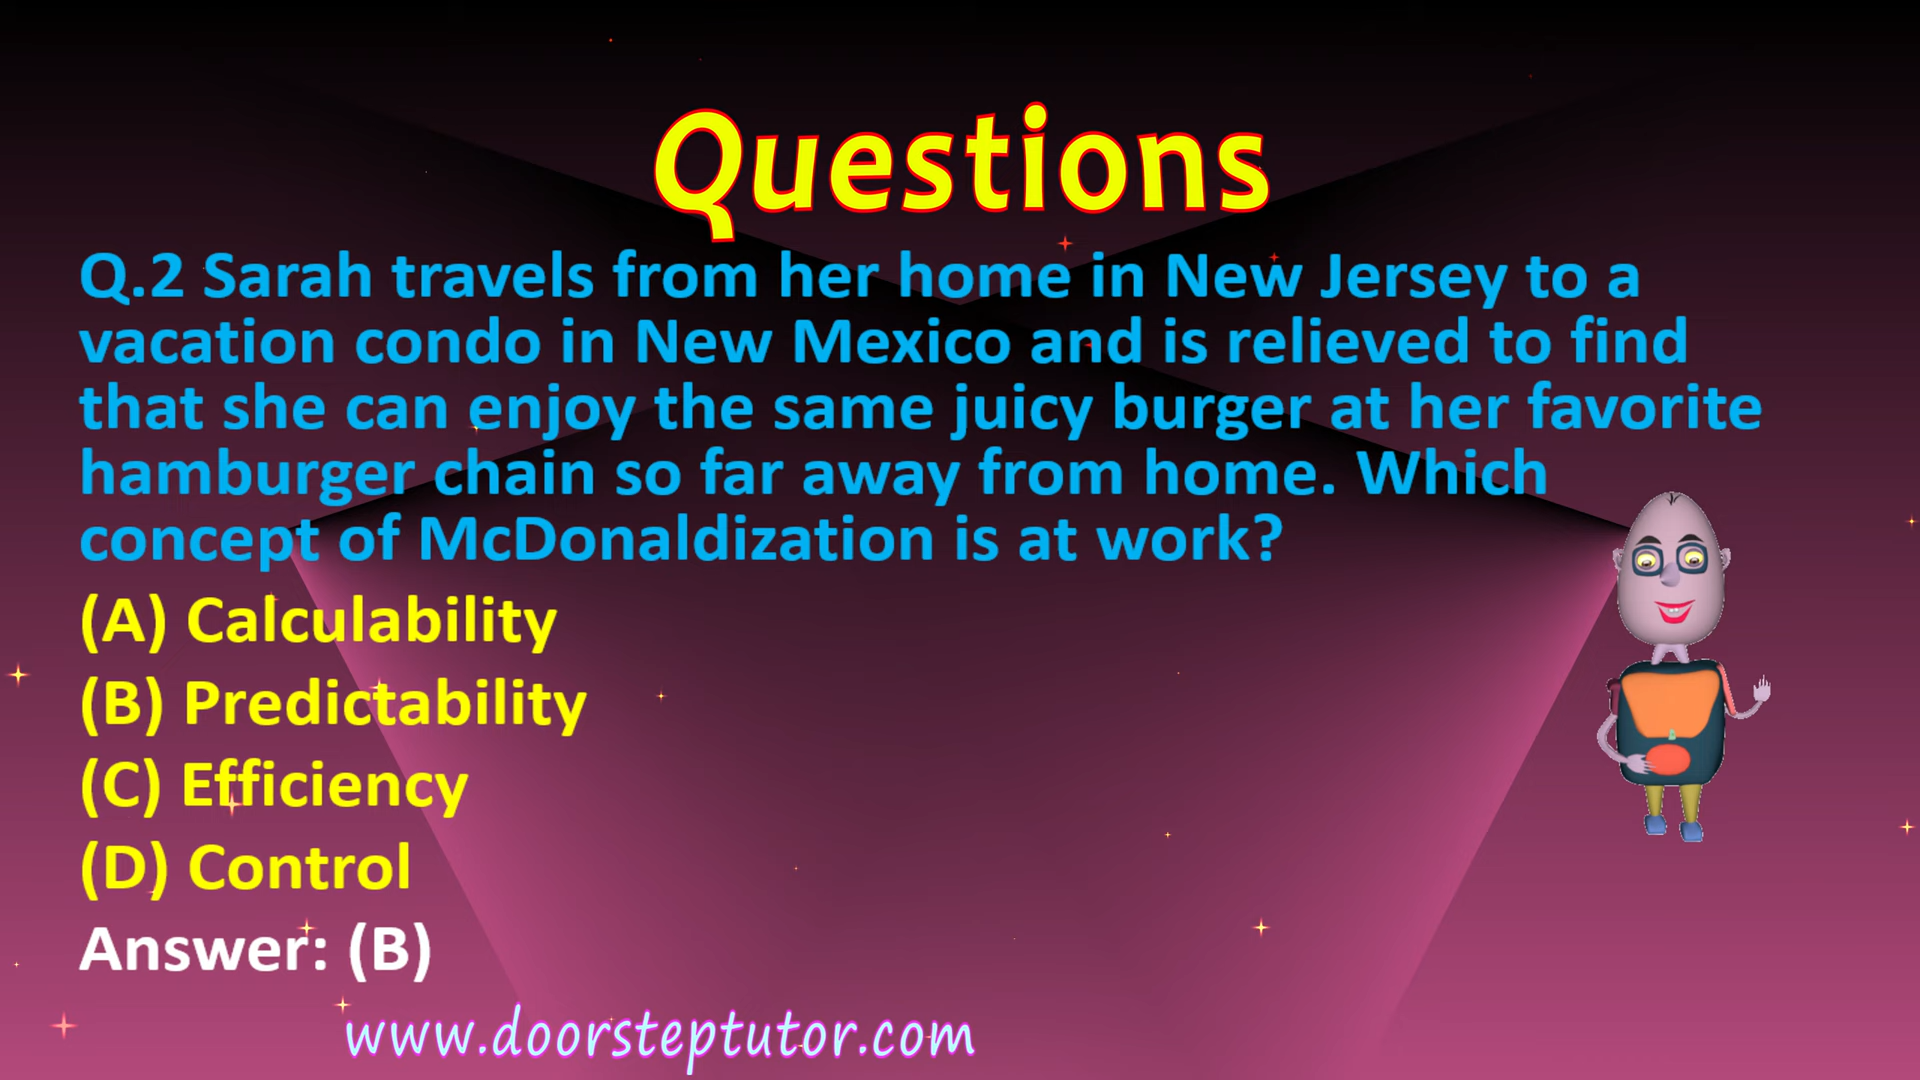 Questions
Q.2 Sarah travels from her home in New Jersey to a
vacation condo in New Mexico and is relieved to find
that she can enjoy the same juicy burger at her favorite
hamburger chain so far away from home. Which
concept of McDonaldization is at work?
(A) Calculability
(B) Predictability
(C) Efficiency
(D) Control
Answer: (B)
www.doorsteptutor.com